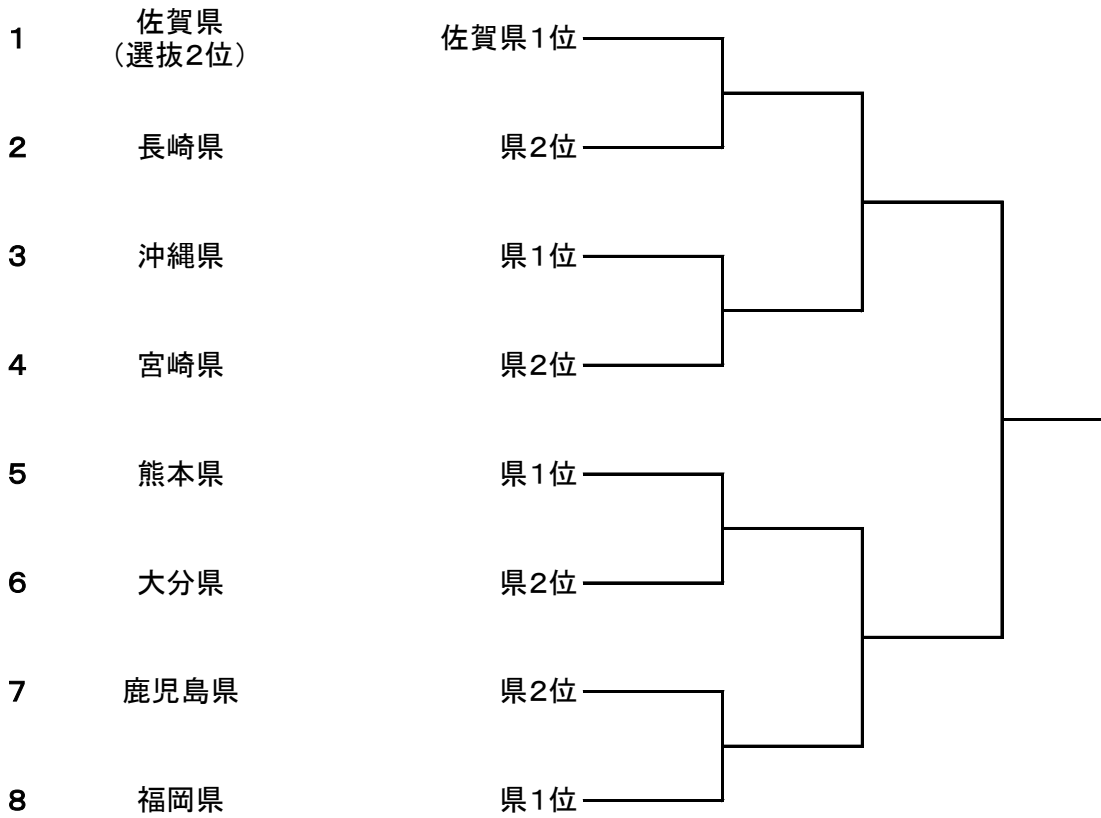 1 佐賀県 佐賀県1位
（選抜2位）
2 長崎県 県2位
3 沖縄県 県1位
4 宮崎県 県2位
5 熊本県 県1位
6 大分県 県2位
7 鹿児島県 県2位
8 福岡県 県1位